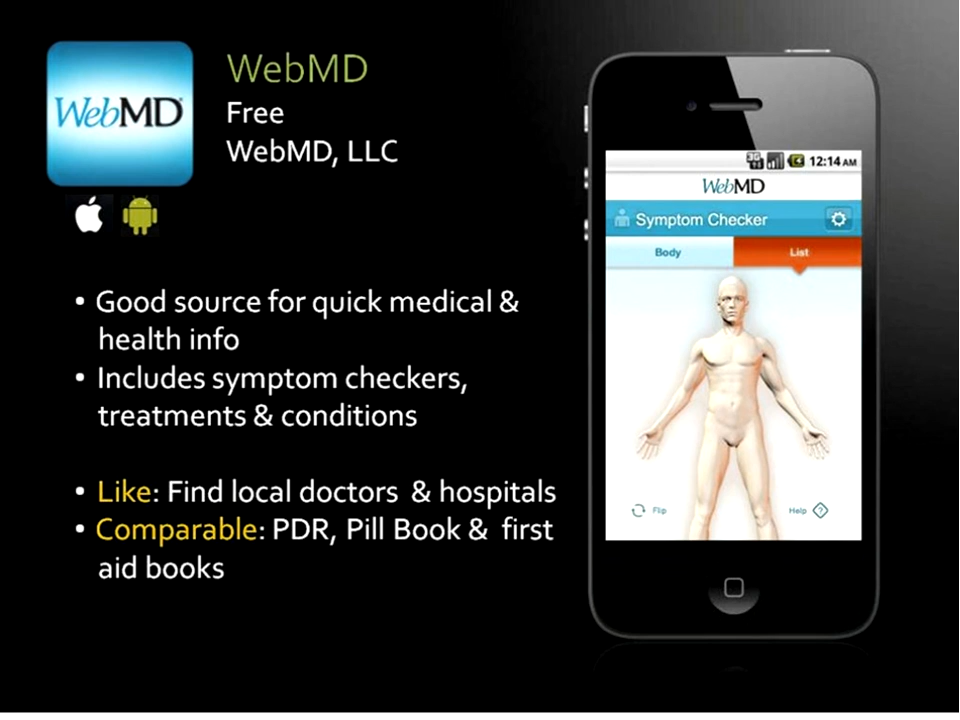 WebMD
WebMD
Free
WebMD, LLC
• Good source for quick medical &
health info
• Includes symptom checkers,
treatments & conditions
• Like: Find local doctors & hospitals
• Comparable: PDR, Pill Book & first
aid books
3G
12:14 AM
WebMD
Symptom Checker
Body
List
Flip
Help ?